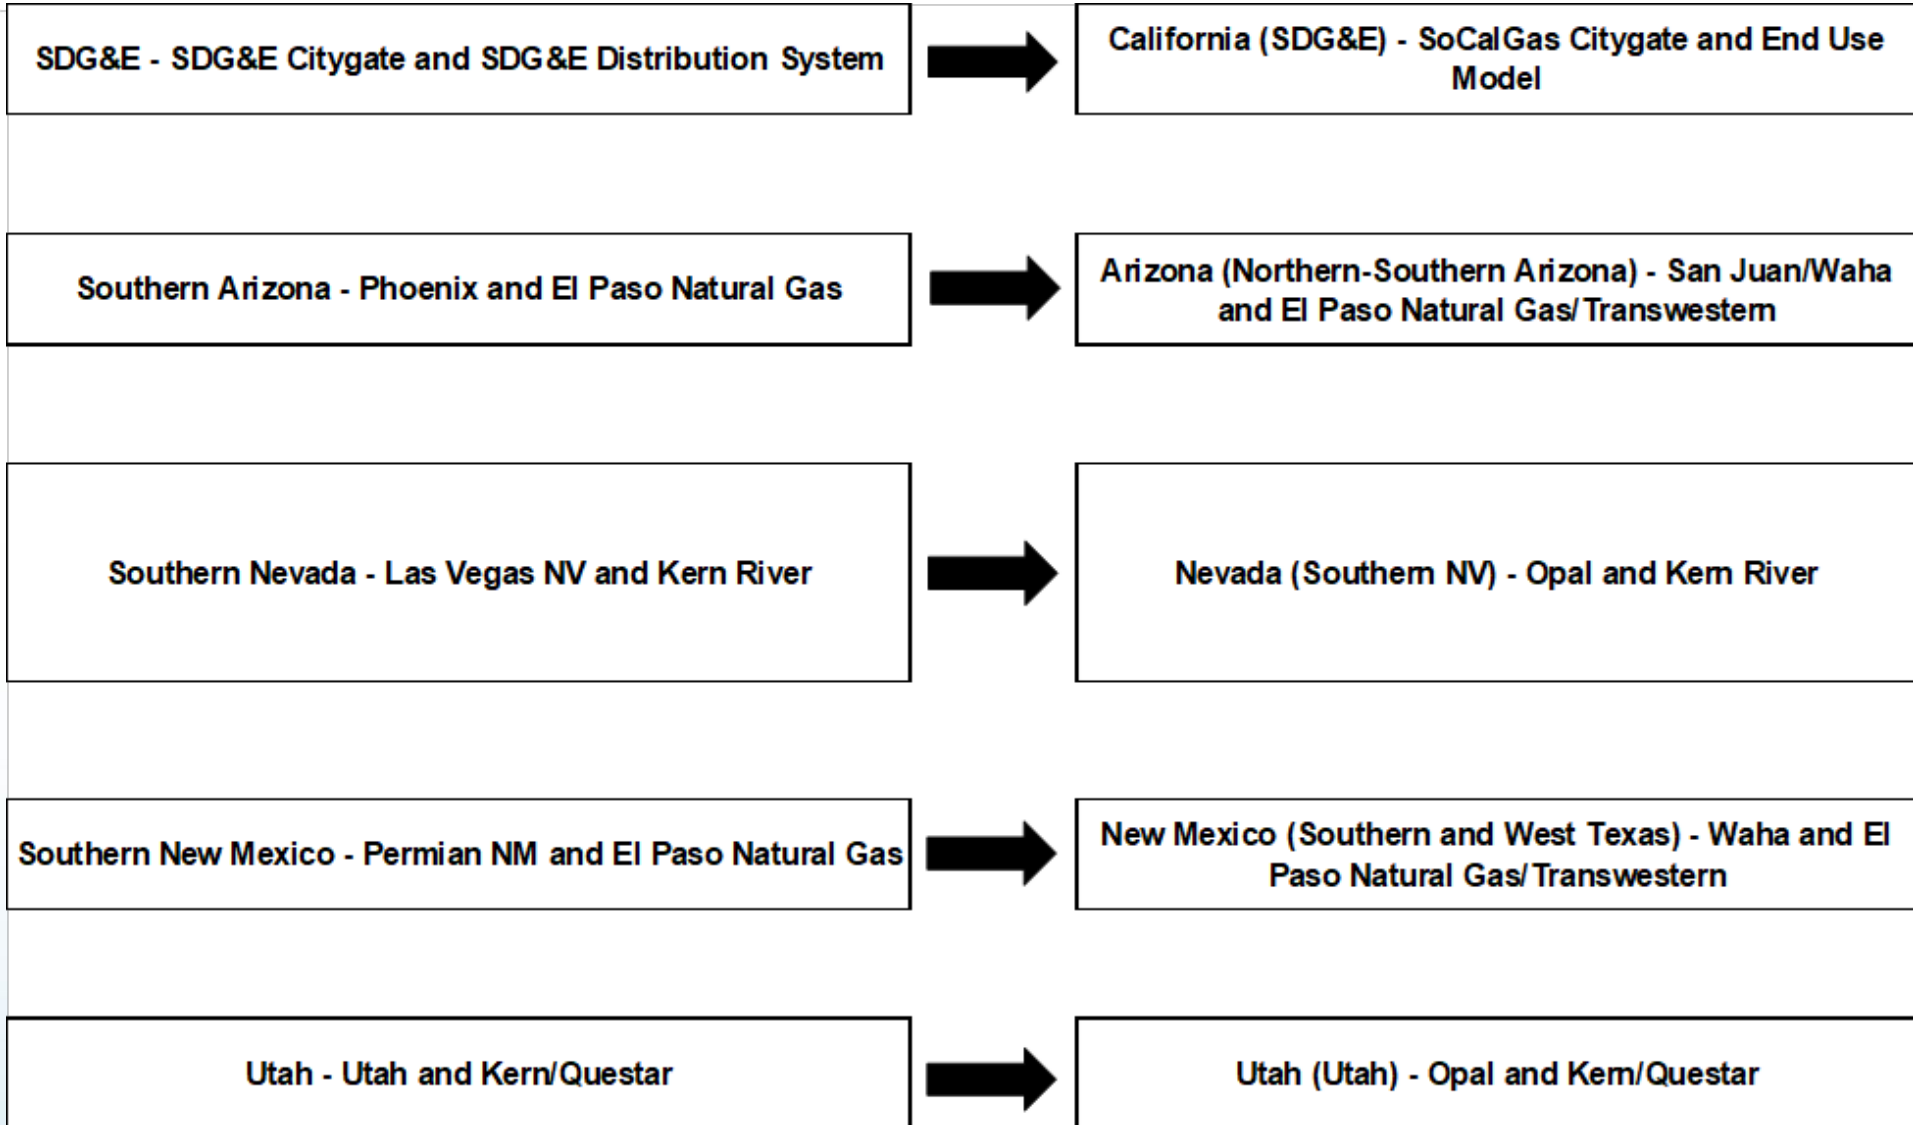 SDG&E - SDG&E Citygate and SDG&E Distribution System
California (SDG&E) - SoCalGas Citygate and End Use
Model
Southern Arizona - Phoenix and El Paso Natural Gas
Arizona (Northern-Southern Arizona) - San Juan/Waha
and El Paso Natural Gas/Transwestern
Southern Nevada - Las Vegas NV and Kern River
Nevada (Southern NV) - Opal and Kern River
Southern New Mexico - Permian NM and El Paso Natural Gas
New Mexico (Southern and West Texas) - Waha and El
Paso Natural Gas/Transwestern
Utah - Utah and Kern/Questar
Utah (Utah) - Opal and Kern/Questar